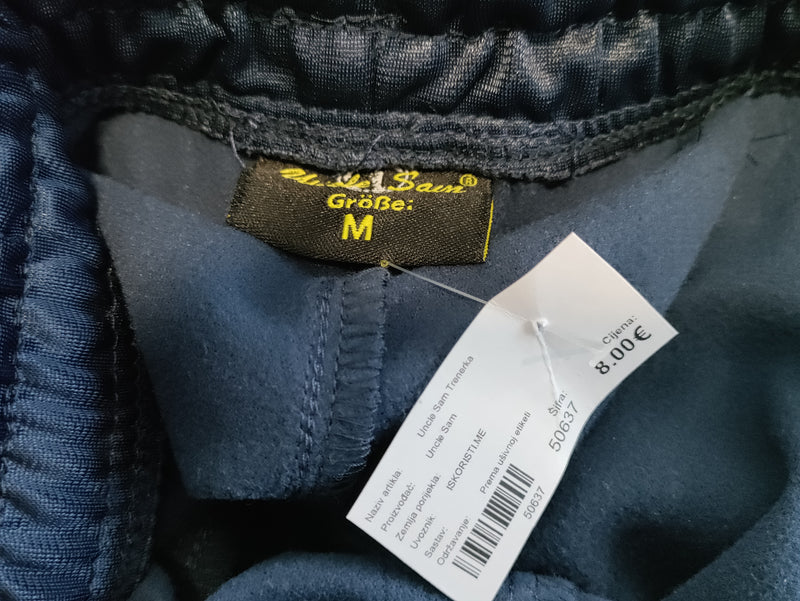 Uncle Sam®
Größe:
M
Naziv artikla: Uncle Sam Trenerka
Proizvođač: Uncle Sam
Zemlja porijekla:
Uvoznik: ISKORISTI.ME
Sastav:
Održavanje: Prema ušivnoj etiketi
50637
Šifra:
50637
Cijena:
8.00€